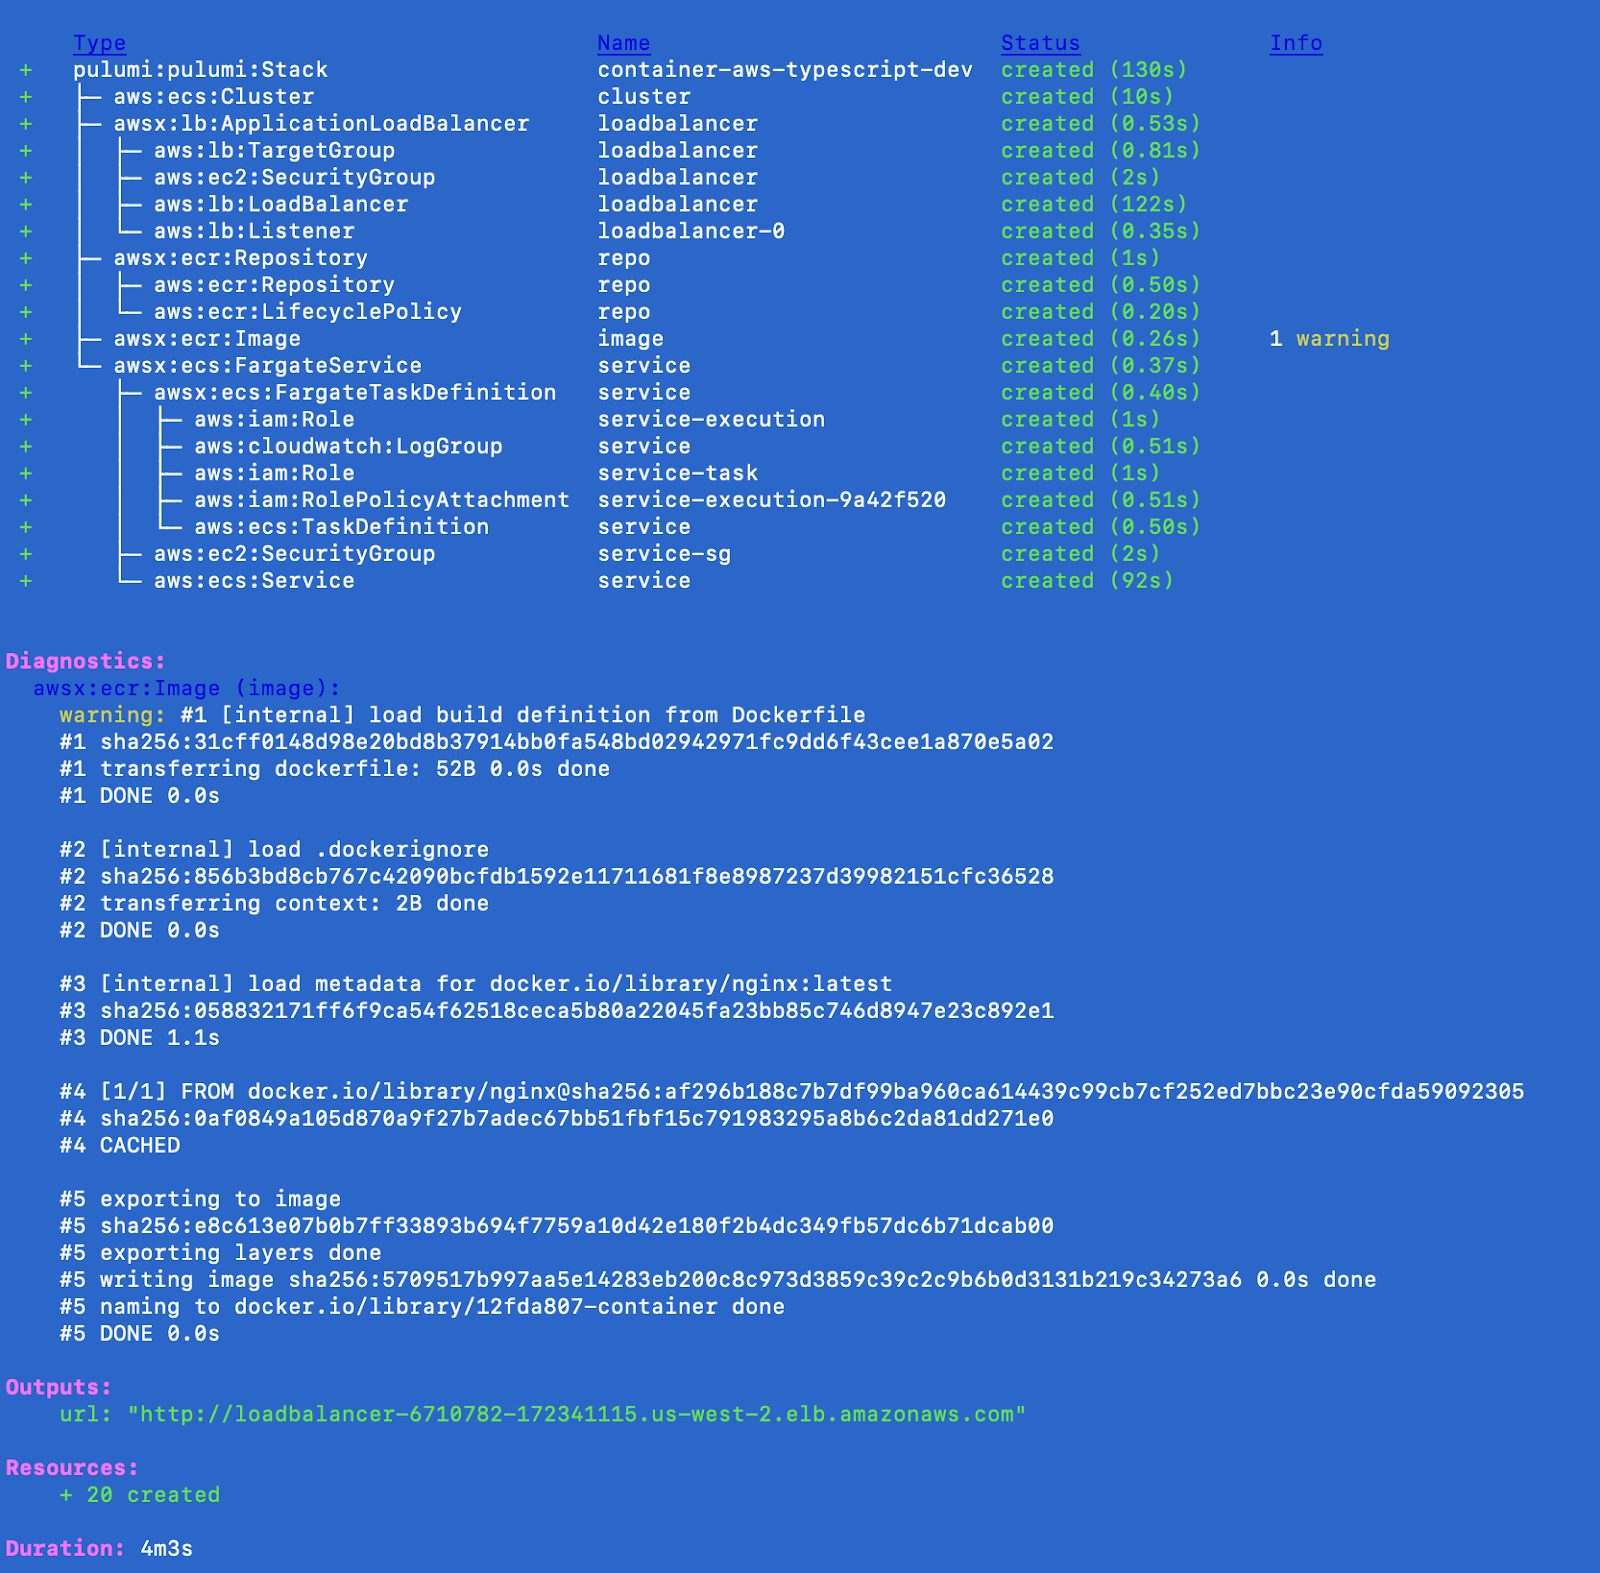 Type Name Status Info
+ pulumi:pulumi:Stack container-aws-typescript-dev created (130s)
+ ├─ aws:ecs:Cluster cluster created (10s)
+ ├─ awsx:lb:ApplicationLoadBalancer loadbalancer created (0.53s)
+ │ ├─ aws:lb:TargetGroup loadbalancer created (0.81s)
+ │ ├─ aws:ec2:SecurityGroup loadbalancer created (2s)
+ │ ├─ aws:lb:LoadBalancer loadbalancer created (122s)
+ │ └─ aws:lb:Listener loadbalancer-0 created (0.35s)
+ ├─ awsx:ecr:Repository repo created (1s)
+ │ ├─ aws:ecr:Repository repo created (0.50s)
+ │ └─ aws:ecr:LifecyclePolicy repo created (0.20s)
+ ├─ awsx:ecr:Image image created (0.26s) 1 warning
+ └─ awsx:ecs:FargateService service created (0.37s)
+ ├─ awsx:ecs:FargateTaskDefinition service created (0.40s)
+ │ ├─ aws:iam:Role service-execution created (1s)
+ │ ├─ aws:cloudwatch:LogGroup service created (0.51s)
+ │ ├─ aws:iam:Role service-task created (1s)
+ │ ├─ aws:iam:RolePolicyAttachment service-execution-9a42f520 created (0.51s)
+ │ └─ aws:ecs:TaskDefinition service created (0.50s)
+ ├─ aws:ec2:SecurityGroup service-sg created (2s)
+ └─ aws:ecs:Service service created (92s)
Diagnostics:
awsx:ecr:Image (image):
warning: #1 [internal] load build definition from Dockerfile
#1 sha256:31cff0148d98e20bd8b37914bb0fa548bd02942971fc9dd6f43cee1a870e5a02
#1 transferring dockerfile: 52B 0.0s done
#1 DONE 0.0s
#2 [internal] load .dockerignore
#2 sha256:856b3bd8cb767c42090bcfdb1592e11711681f8e8987237d39982151cfc36528
#2 transferring context: 2B done
#2 DONE 0.0s
#3 [internal] load metadata for docker.io/library/nginx:latest
#3 sha256:058832171ff6f9ca54f62518ceca5b80a22045fa23bb85c746d8947e23c892e1
#3 DONE 1.1s
#4 [1/1] FROM docker.io/library/nginx@sha256:af296b188c7b7df99ba960ca614439c99cb7cf252ed7bbc23e90cfda59092305
#4 sha256:0af0849a105d870a9f27b7adec67bb51fbf15c791983295a8b6c2da81dd271e0
#4 CACHED
#5 exporting to image
#5 sha256:e8c613e07b0b7ff33893b694f7759a10d42e180f2b4dc349fb57dc6b71dcab00
#5 exporting layers done
#5 writing image sha256:5709517b997aa5e14283eb200c8c973d3859c39c2c9b6b0d3131b219c34273a6 0.0s done
#5 naming to docker.io/library/12fda807-container done
#5 DONE 0.0s
Outputs:
url: "http://loadbalancer-6710782-172341115.us-west-2.elb.amazonaws.com"
Resources:
+ 20 created
Duration: 4m3s